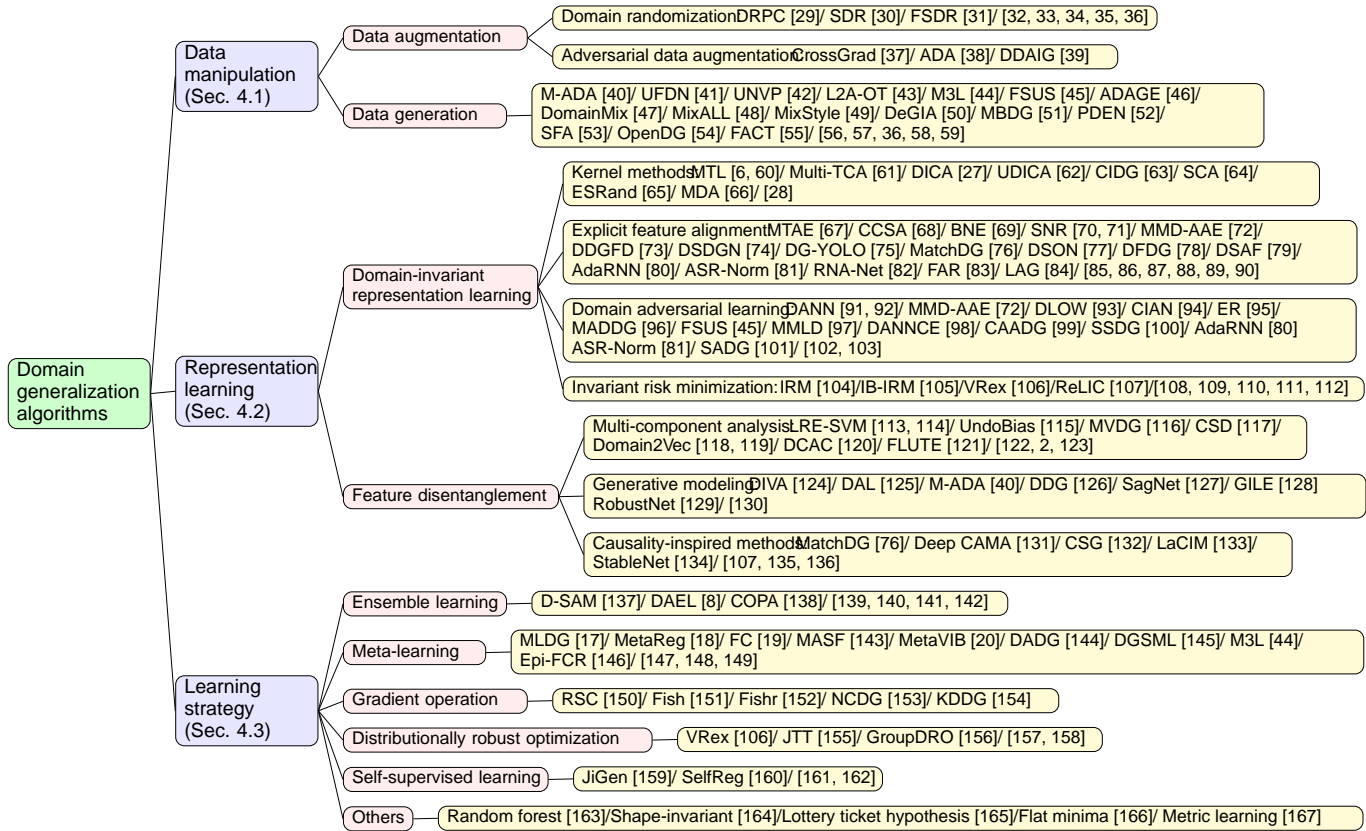 Domain
generalization
algorithms
Data
manipulation
(Sec. 4.1)
Data augmentation
Domain randomization DRPC [29]/ SDR [30]/ FSDR [31]/ [32, 33, 34, 35, 36]
Adversarial data augmentation: CrossGrad [37]/ ADA [38]/ DDAIG [39]
Data generation
M-ADA [40]/ UFDN [41]/ UNVP [42]/ L2A-OT [43]/ M3L [44]/ FSUS [45]/ ADAGE [46]/
DomainMix [47]/ MixALL [48]/ MixStyle [49]/ DeGIA [50]/ MBDG [51]/ PDEN [52]/
SFA [53]/ OpenDG [54]/ FACT [55]/ [56, 57, 36, 58, 59]
Representation
learning
(Sec. 4.2)
Domain-invariant
representation learning
Kernel methods: MTL [6, 60]/ Multi-TCA [61]/ DICA [27]/ UDICA [62]/ CIDG [63]/ SCA [64]/
ESRand [65]/ MDA [66]/ [28]
Explicit feature alignment MTAE [67]/ CCSA [68]/ BNE [69]/ SNR [70, 71]/ MMD-AAE [72]/
DDGFD [73]/ DSDGN [74]/ DG-YOLO [75]/ MatchDG [76]/ DSON [77]/ DFDG [78]/ DSAF [79]/
AdaRNN [80]/ ASR-Norm [81]/ RNA-Net [82]/ FAR [83]/ LAG [84]/ [85, 86, 87, 88, 89, 90]
Domain adversarial learning: DANN [91, 92]/ MMD-AAE [72]/ DLOW [93]/ CIAN [94]/ ER [95]/
MADDG [96]/ FSUS [45]/ MMLD [97]/ DANNCE [98]/ CAADG [99]/ SSDG [100]/ AdaRNN [80]
ASR-Norm [81]/ SADG [101]/ [102, 103]
Invariant risk minimization: IRM [104]/IB-IRM [105]/VRex [106]/ReLIC [107]/[108, 109, 110, 111, 112]
Feature disentanglement
Multi-component analysis: LRE-SVM [113, 114]/ UndoBias [115]/ MVDG [116]/ CSD [117]/
Domain2Vec [118, 119]/ DCAC [120]/ FLUTE [121]/ [122, 2, 123]
Generative modeling: DIVA [124]/ DAL [125]/ M-ADA [40]/ DDG [126]/ SagNet [127]/ GILE [128]
RobustNet [129]/ [130]
Causality-inspired methods: MatchDG [76]/ Deep CAMA [131]/ CSG [132]/ LaCIM [133]/
StableNet [134]/ [107, 135, 136]
Learning
strategy
(Sec. 4.3)
Ensemble learning
D-SAM [137]/ DAEL [8]/ COPA [138]/ [139, 140, 141, 142]
Meta-learning
MLDG [17]/ MetaReg [18]/ FC [19]/ MASF [143]/ MetaVIB [20]/ DADG [144]/ DGSML [145]/ M3L [44]/
Epi-FCR [146]/ [147, 148, 149]
Gradient operation
RSC [150]/ Fish [151]/ Fishr [152]/ NCDG [153]/ KDDG [154]
Distributionally robust optimization
VRex [106]/ JTT [155]/ GroupDRO [156]/ [157, 158]
Self-supervised learning
JiGen [159]/ SelfReg [160]/ [161, 162]
Others
Random forest [163]/Shape-invariant [164]/Lottery ticket hypothesis [165]/Flat minima [166]/ Metric learning [167]